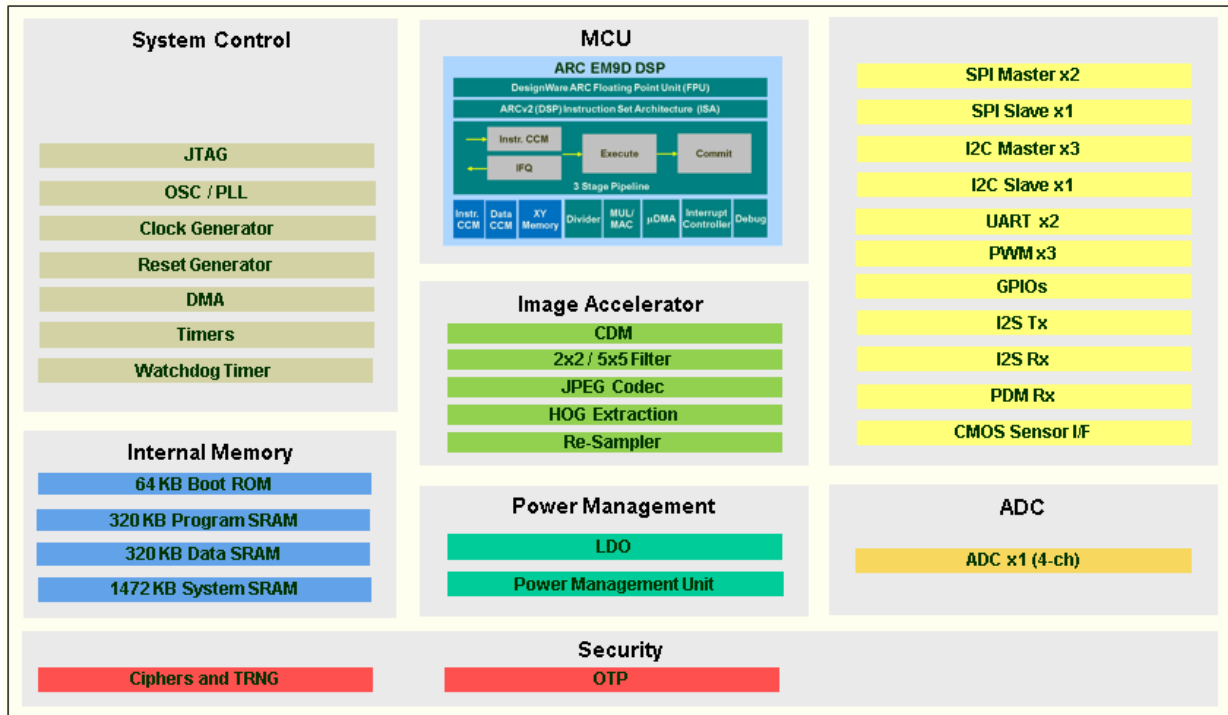 System Control
JTAG
OSC / PLL
Clock Generator
Reset Generator
DMA
Timers
Watchdog Timer
Internal Memory
64 KB Boot ROM
320 KB Program SRAM
320 KB Data SRAM
1472 KB System SRAM
MCU
ARC EM9D DSP
DesignWare ARC Floating Point Unit (FPU)
ARCv2 (DSP) Instruction Set Architecture (ISA)
Instr. CCM
IFQ
Execute
Commit
3 Stage Pipeline
Instr.
CCM
Data
CCM
XY
Memory
Divider
MUL/
MAC
μDMA
Interrupt
Controller
Debug
Image Accelerator
CDM
2x2 / 5x5 Filter
JPEG Codec
HOG Extraction
Re-Sampler
Power Management
LDO
Power Management Unit
SPI Master x2
SPI Slave x1
I2C Master x3
I2C Slave x1
UART x2
PWM x3
GPIOs
I2S Tx
I2S Rx
PDM Rx
CMOS Sensor I/F
ADC
ADC x1 (4-ch)
Security
Ciphers and TRNG
OTP